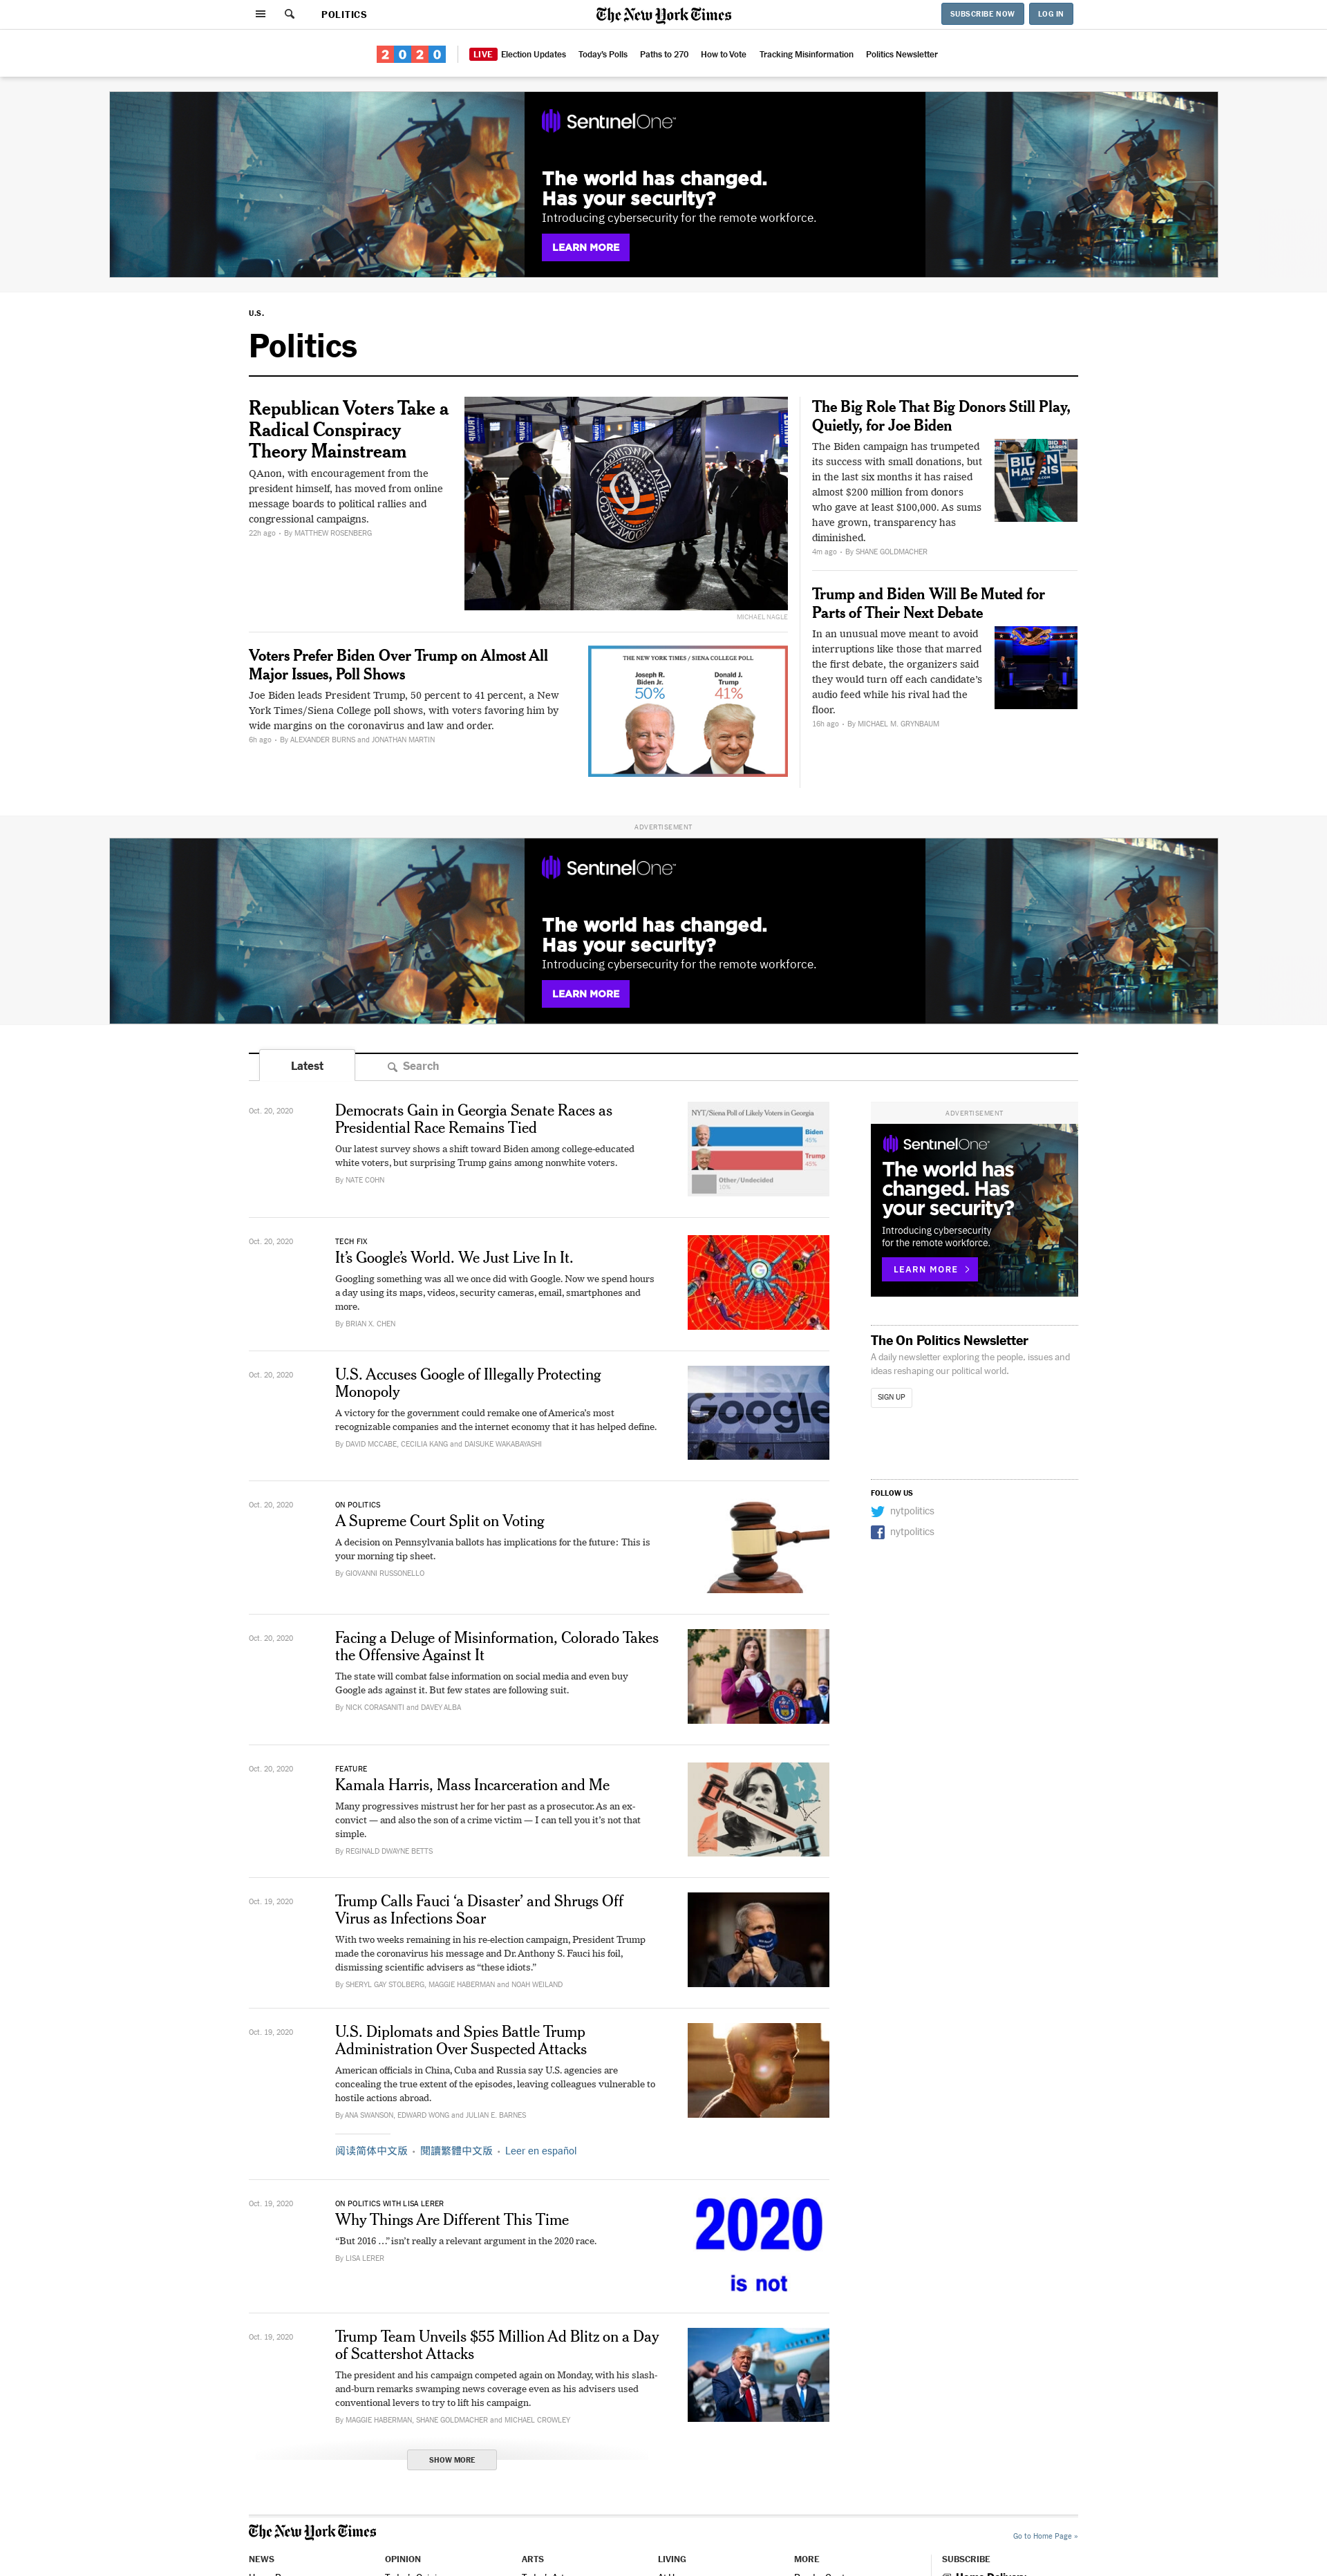 POLITICS
The New York Times
SUBSCRIBE NOW
LOG IN
2020
LIVE Election Updates
Today's Polls
Paths to 270
How to Vote
Tracking Misinformation
Politics Newsletter
SentinelOne™
The world has changed.
Has your security?
Introducing cybersecurity for the remote workforce.
LEARN MORE
U.S.
Politics
Republican Voters Take a
Radical Conspiracy
Theory Mainstream
QAnon, with encouragement from the
president himself, has moved from online
message boards to political rallies and
congressional campaigns.
22h ago • By MATTHEW ROSENBERG
MICHAEL NAGLE
Voters Prefer Biden Over Trump on Almost All
Major Issues, Poll Shows
Joe Biden leads President Trump, 50 percent to 41 percent, a New
York Times/Siena College poll shows, with voters favoring him by
wide margins on the coronavirus and law and order.
6h ago • By ALEXANDER BURNS and JONATHAN MARTIN
THE NEW YORK TIMES / SIENA COLLEGE POLL
Joseph R.
Biden Jr.
50%
Donald J.
Trump
41%
The Big Role That Big Donors Still Play,
Quietly, for Joe Biden
The Biden campaign has trumpeted
its success with small donations, but
in the last six months it has raised
almost $200 million from donors
who gave at least $100,000. As sums
have grown, transparency has
diminished.
4m ago • By SHANE GOLDMACHER
BIDEN
HARRIS
Trump and Biden Will Be Muted for
Parts of Their Next Debate
In an unusual move meant to avoid
interruptions like those that marred
the first debate, the organizers said
they would turn off each candidate's
audio feed while his rival had the
floor.
16h ago • By MICHAEL M. GRYNBAUM
ADVERTISEMENT
SentinelOne™
The world has changed.
Has your security?
Introducing cybersecurity for the remote workforce.
LEARN MORE
Latest
Search
Oct. 20, 2020
Democrats Gain in Georgia Senate Races as
Presidential Race Remains Tied
Our latest survey shows a shift toward Biden among college-educated
white voters, but surprising Trump gains among nonwhite voters.
By NATE COHN
NYT/Siena Poll of Likely Voters in Georgia
Biden
45%
Trump
45%
Other/Undecided
Oct. 20, 2020
TECH FIX
It's Google's World. We Just Live In It.
Googling something was all we once did with Google. Now we spend hours
a day using its maps, videos, security cameras, email, smartphones and
more.
By BRIAN X. CHEN
Oct. 20, 2020
U.S. Accuses Google of Illegally Protecting
Monopoly
A victory for the government could remake one of America's most
recognizable companies and the internet economy that it has helped define.
By DAVID MCCABE, CECILIA KANG and DAISUKE WAKABAYASHI
Google
Oct. 20, 2020
ON POLITICS
A Supreme Court Split on Voting
A decision on Pennsylvania ballots has implications for the future: This is
your morning tip sheet.
By GIOVANNI RUSSONELLO
Oct. 20, 2020
Facing a Deluge of Misinformation, Colorado Takes
the Offensive Against It
The state will combat false information on social media and even buy
Google ads against it. But few states are following suit.
By NICK CORASANITI and DAVEY ALBA
Oct. 20, 2020
FEATURE
Kamala Harris, Mass Incarceration and Me
Many progressives mistrust her for her past as a prosecutor. As an ex-
convict — and also the son of a crime victim — I can tell you it's not that
simple.
By REGINALD DWAYNE BETTS
Oct. 19, 2020
Trump Calls Fauci ‘a Disaster’ and Shrugs Off
Virus as Infections Soar
With two weeks remaining in his re-election campaign, President Trump
made the coronavirus his message and Dr. Anthony S. Fauci his foil,
dismissing scientific advisers as “these idiots.”
By SHERYL GAY STOLBERG, MAGGIE HABERMAN and NOAH WEILAND
Oct. 19, 2020
U.S. Diplomats and Spies Battle Trump
Administration Over Suspected Attacks
American officials in China, Cuba and Russia say U.S. agencies are
concealing the true extent of the episodes, leaving colleagues vulnerable to
hostile actions abroad.
By ANA SWANSON, EDWARD WONG and JULIAN E. BARNES
阅读简体中文版 • 閱讀繁體中文版 • Leer en español
Oct. 19, 2020
ON POLITICS WITH LISA LERER
Why Things Are Different This Time
“But 2016 …” isn't really a relevant argument in the 2020 race.
By LISA LERER
2020
is not
Oct. 19, 2020
Trump Team Unveils $55 Million Ad Blitz on a Day
of Scattershot Attacks
The president and his campaign competed again on Monday, with his slash-
and-burn remarks swamping news coverage even as his advisers used
conventional levers to try to lift his campaign.
By MAGGIE HABERMAN, SHANE GOLDMACHER and MICHAEL CROWLEY
SHOW MORE
ADVERTISEMENT
SentinelOne™
The world has
changed. Has
your security?
Introducing cybersecurity
for the remote workforce.
LEARN MORE >
The On Politics Newsletter
A daily newsletter exploring the people, issues and
ideas reshaping our political world.
SIGN UP
FOLLOW US
nytpolitics
nytpolitics
The New York Times
Go to Home Page »
NEWS
OPINION
ARTS
LIVING
MORE
SUBSCRIBE